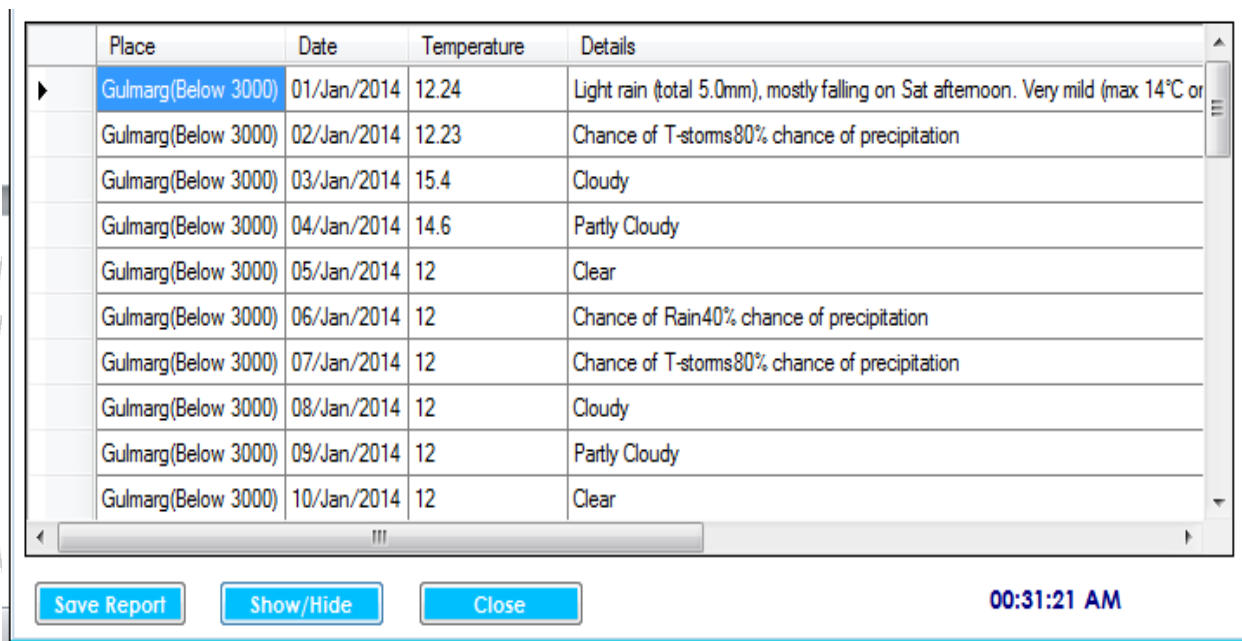 Place Date Temperature Details
Gulmarg(Below 3000) 01/Jan/2014 12.24 Light rain (total 5.0mm), mostly falling on Sat afternoon. Very mild (max 14°C or
Gulmarg(Below 3000) 02/Jan/2014 12.23 Chance of T-storms80% chance of precipitation
Gulmarg(Below 3000) 03/Jan/2014 15.4 Cloudy
Gulmarg(Below 3000) 04/Jan/2014 14.6 Partly Cloudy
Gulmarg(Below 3000) 05/Jan/2014 12 Clear
Gulmarg(Below 3000) 06/Jan/2014 12 Chance of Rain40% chance of precipitation
Gulmarg(Below 3000) 07/Jan/2014 12 Chance of T-storms80% chance of precipitation
Gulmarg(Below 3000) 08/Jan/2014 12 Cloudy
Gulmarg(Below 3000) 09/Jan/2014 12 Partly Cloudy
Gulmarg(Below 3000) 10/Jan/2014 12 Clear
Save Report Show/Hide Close 00:31:21 AM